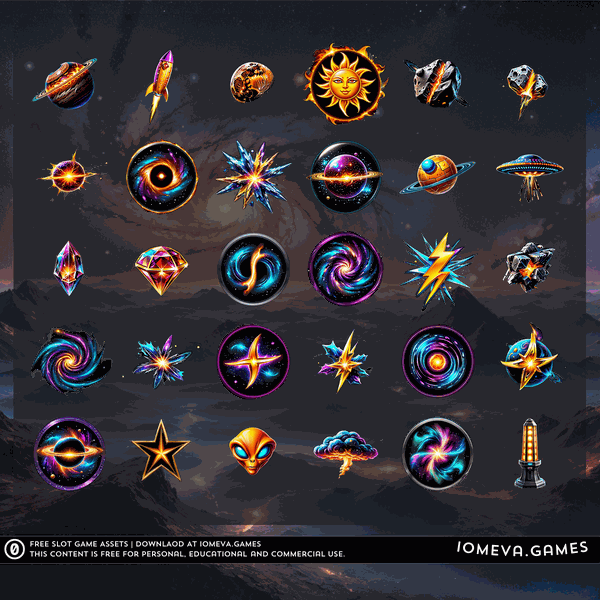 FREE SLOT GAME ASSETS | DOWNLAOD AT IOMEVA.GAMES
THIS CONTENT IS FREE FOR PERSONAL, EDUCATIONAL AND COMMERCIAL USE.
IOMEVA.GAMES